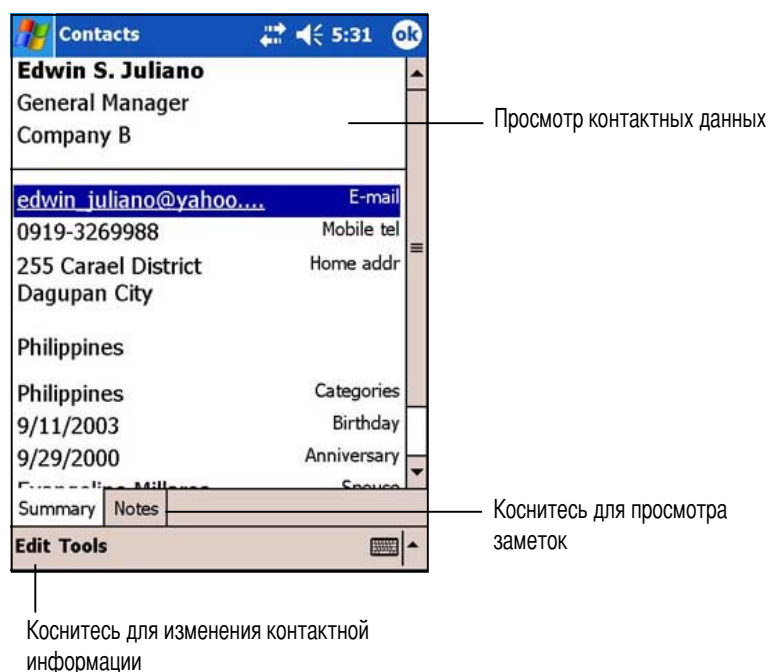 Contacts 5:31 ok
Edwin S. Juliano
General Manager
Company B
Просмотр контактных данных
edwin_juliano@yahoo.... E-mail
0919-3269988 Mobile tel
255 Carael District Home addr
Dagupan City
Philippines
Philippines Categories
9/11/2003 Birthday
9/29/2000 Anniversary
Spouse
Summary Notes
Коснитесь для просмотра
заметок
Edit Tools
Коснитесь для изменения контактной
информации